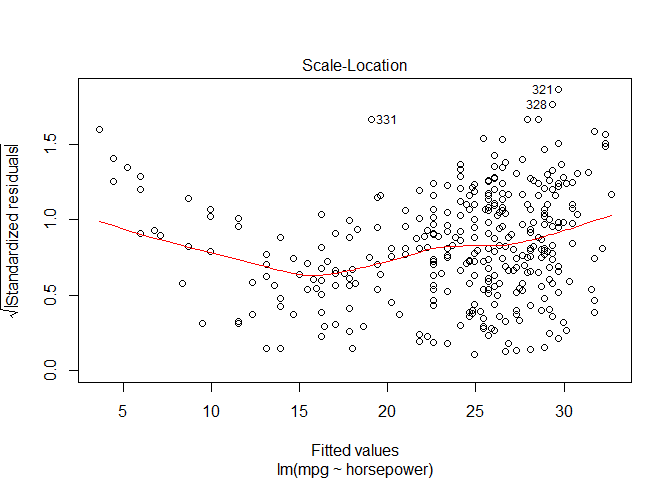 Scale-Location
√|Standardized residuals|
1.5
1.0
0.5
0.0
321
328
331
5 10 15 20 25 30
Fitted values
lm(mpg ~ horsepower)